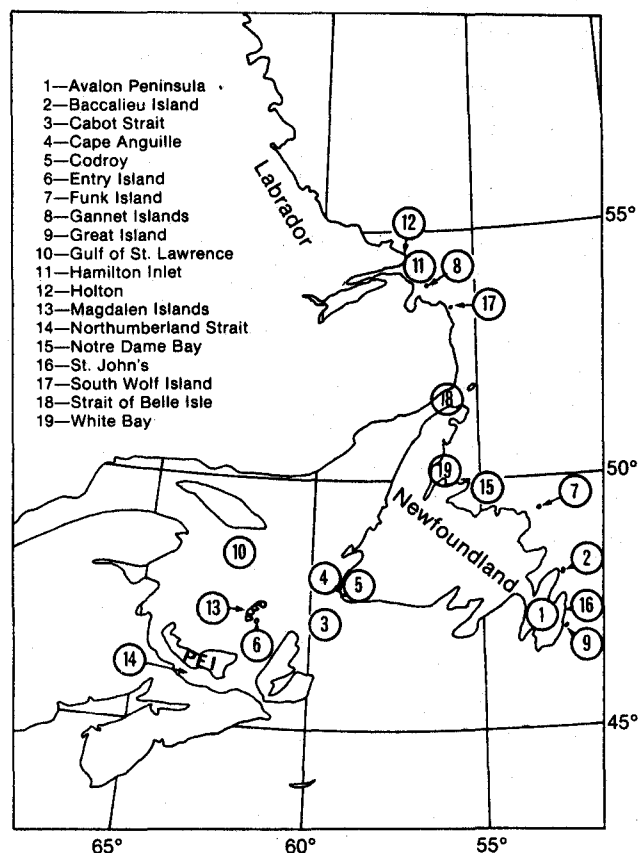 1—Avalon Peninsula
2—Baccalieu Island
3—Cabot Strait
4—Cape Anguille
5—Codroy
6—Entry Island
7—Funk Island
8—Gannet Islands
9—Great Island
10—Gulf of St. Lawrence
11—Hamilton Inlet
12—Holton
13—Magdalen Islands
14—Northumberland Strait
15—Notre Dame Bay
16—St. John's
17—South Wolf Island
18—Strait of Belle Isle
19—White Bay
Labrador
12
55°
11
8
17
18
19
15
50°
7
Newfoundland
10
2
4
5
13
16
1
3
6
9
PEI
14
45°
65°
60°
55°